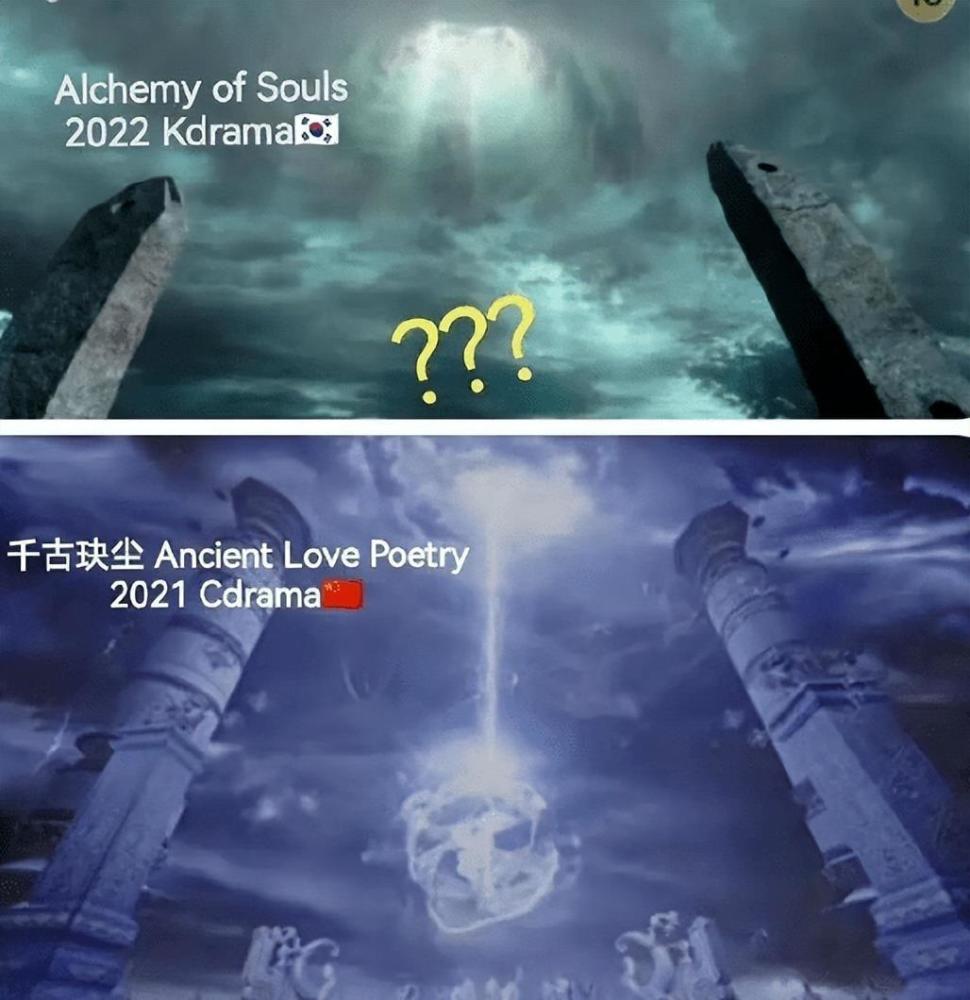 Alchemy of Souls
2022 Kdrama🇰🇷
???
千古玦尘 Ancient Love Poetry
2021 Cdrama🇨🇳